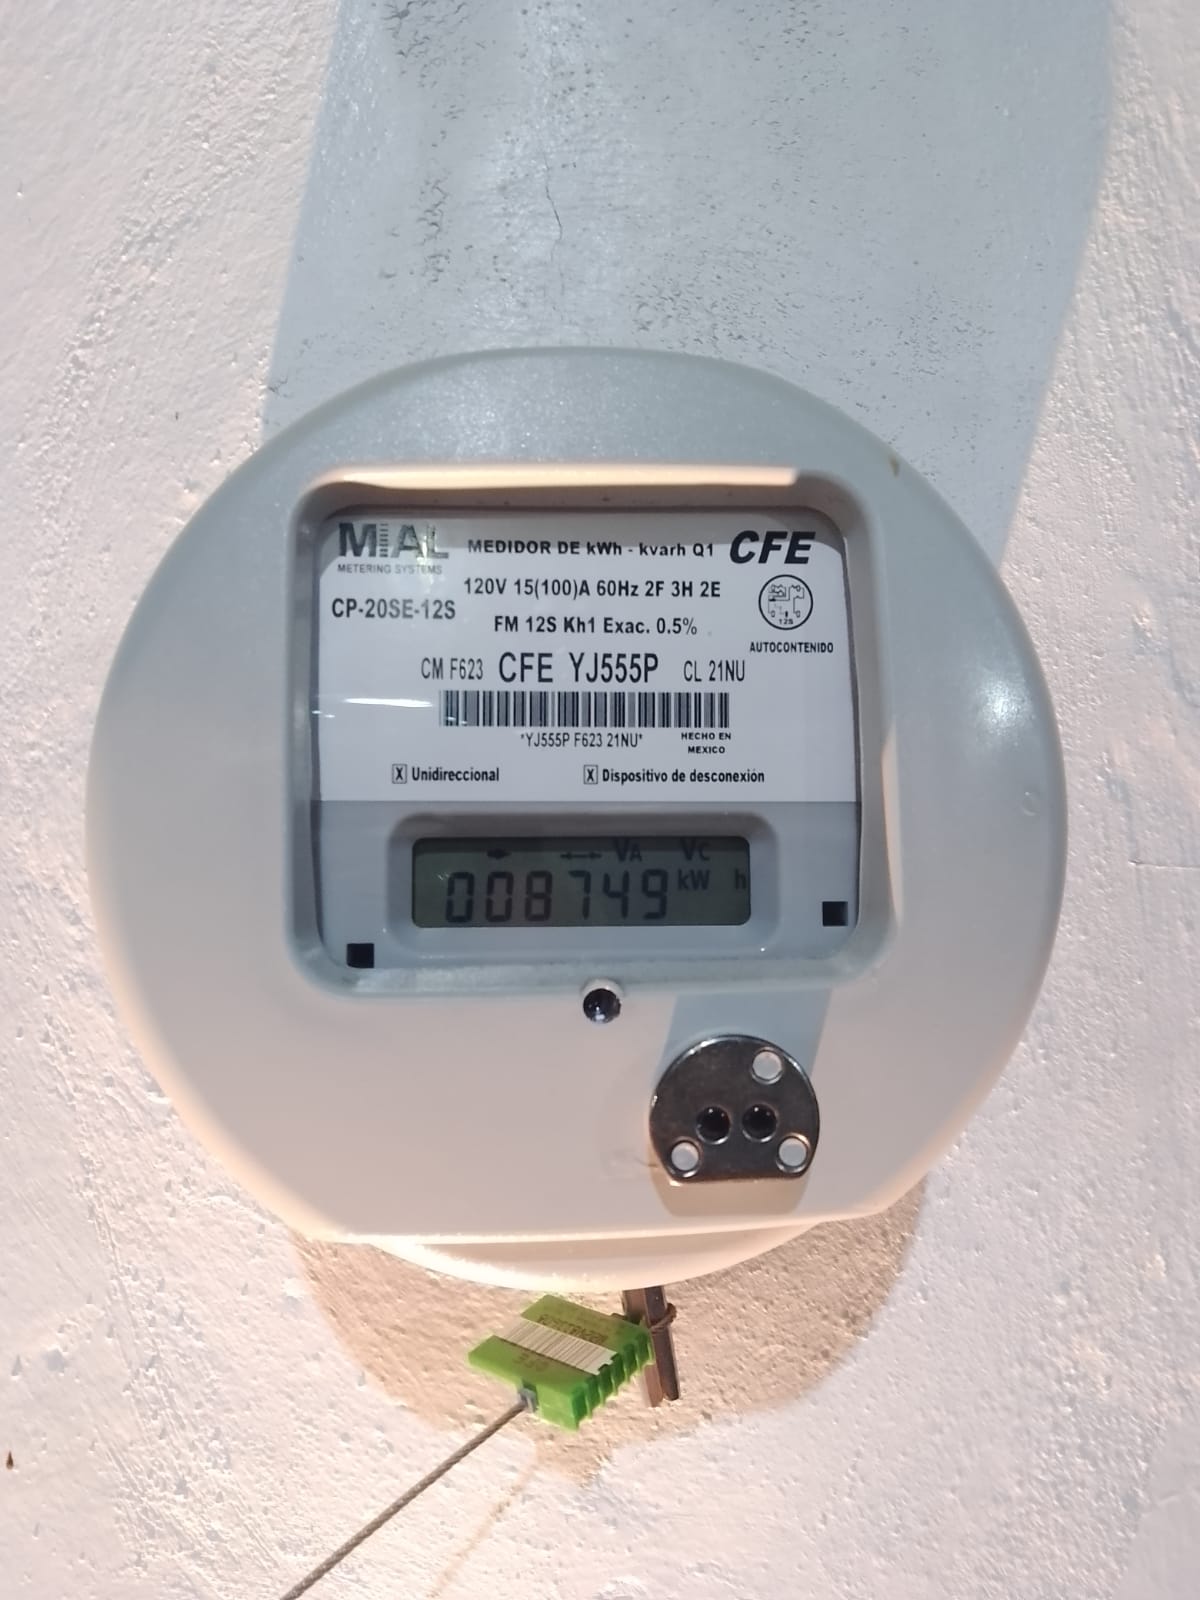 MIAL
METERING SYSTEMS
MEDIDOR DE kWh - kvarh Q1
CFE
120V 15(100)A 60Hz 2F 3H 2E
CP-20SE-12S
FM 12S Kh1 Exac. 0.5%
12S
AUTOCONTENIDO
CM F623 CFE YJ555P CL 21NU
*YJ555P F623 21NU*
HECHO EN
MEXICO
X Unidireccional
X Dispositivo de desconexión
VA VC
008749 kW h
CFE